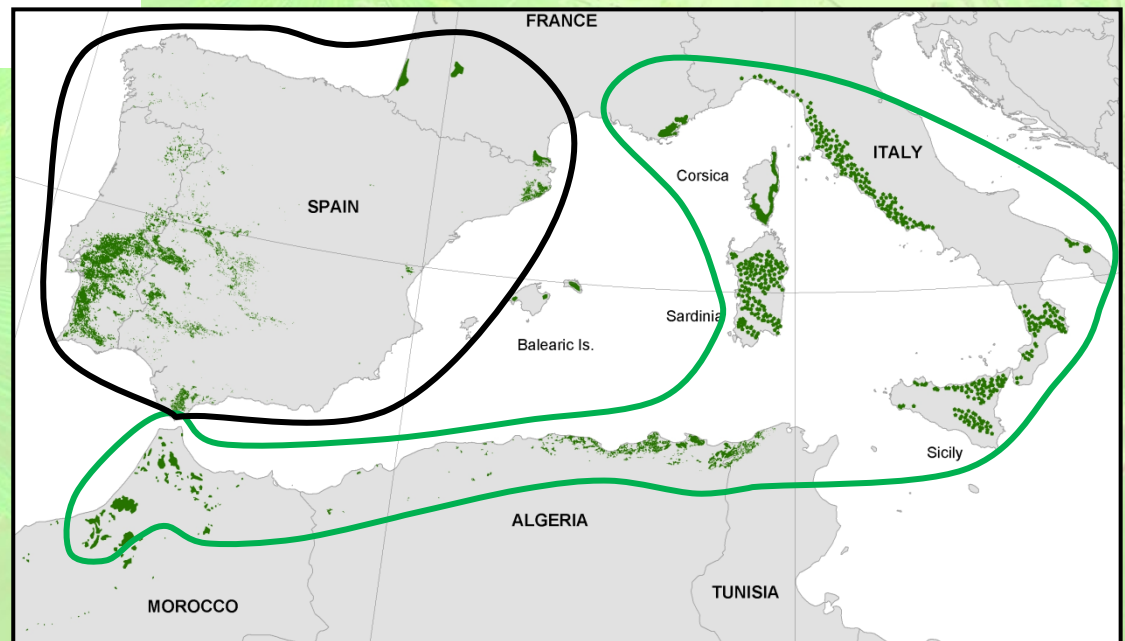 FRANCE
ITALY
Corsica
SPAIN
Sardinia
Balearic Is.
Sicily
ALGERIA
TUNISIA
MOROCCO